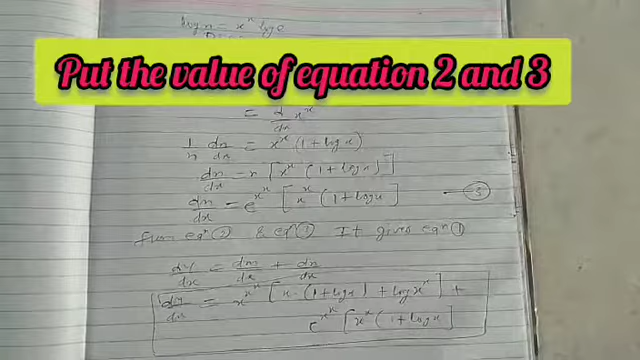 log n = x^x log e
Put the value of equation 2 and 3
= d/dx x^x
1/n dn/dx = x^x (1 + log x)
dn/dx = n [x^x (1 + log x)]
dn/dx = e^x^x [x^x (1 + log x)] — ③
from eqn ② & eqn ③ It gives eqn ①
dy/dx = dm/dx + dn/dx
dy/dx = x^x^x [x · (1 + log x) + log x^x] +
e^x^x [x^x (1 + log x)]